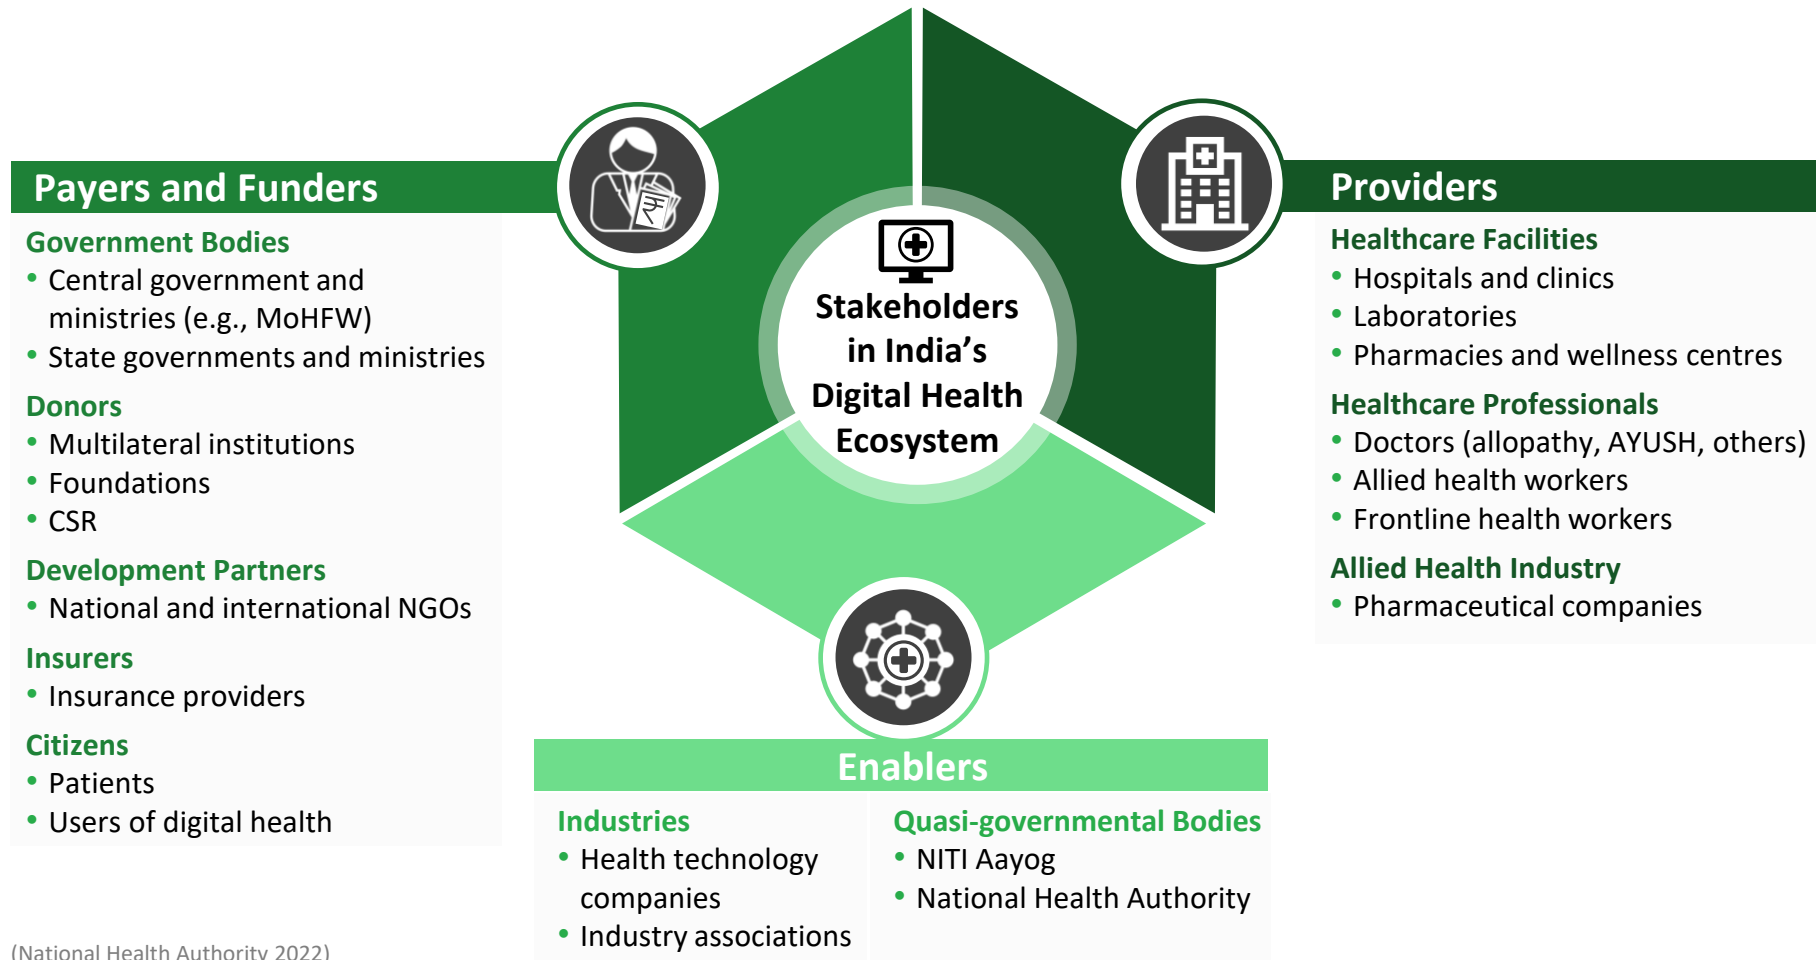 Stakeholders
in India's
Digital Health
Ecosystem
Payers and Funders
Government Bodies
• Central government and
ministries (e.g., MoHFW)
• State governments and ministries
Donors
• Multilateral institutions
• Foundations
• CSR
Development Partners
• National and international NGOs
Insurers
• Insurance providers
Citizens
• Patients
• Users of digital health
Providers
Healthcare Facilities
• Hospitals and clinics
• Laboratories
• Pharmacies and wellness centres
Healthcare Professionals
• Doctors (allopathy, AYUSH, others)
• Allied health workers
• Frontline health workers
Allied Health Industry
• Pharmaceutical companies
Enablers
Industries
• Health technology
companies
• Industry associations
Quasi-governmental Bodies
• NITI Aayog
• National Health Authority
(National Health Authority 2022)
₹